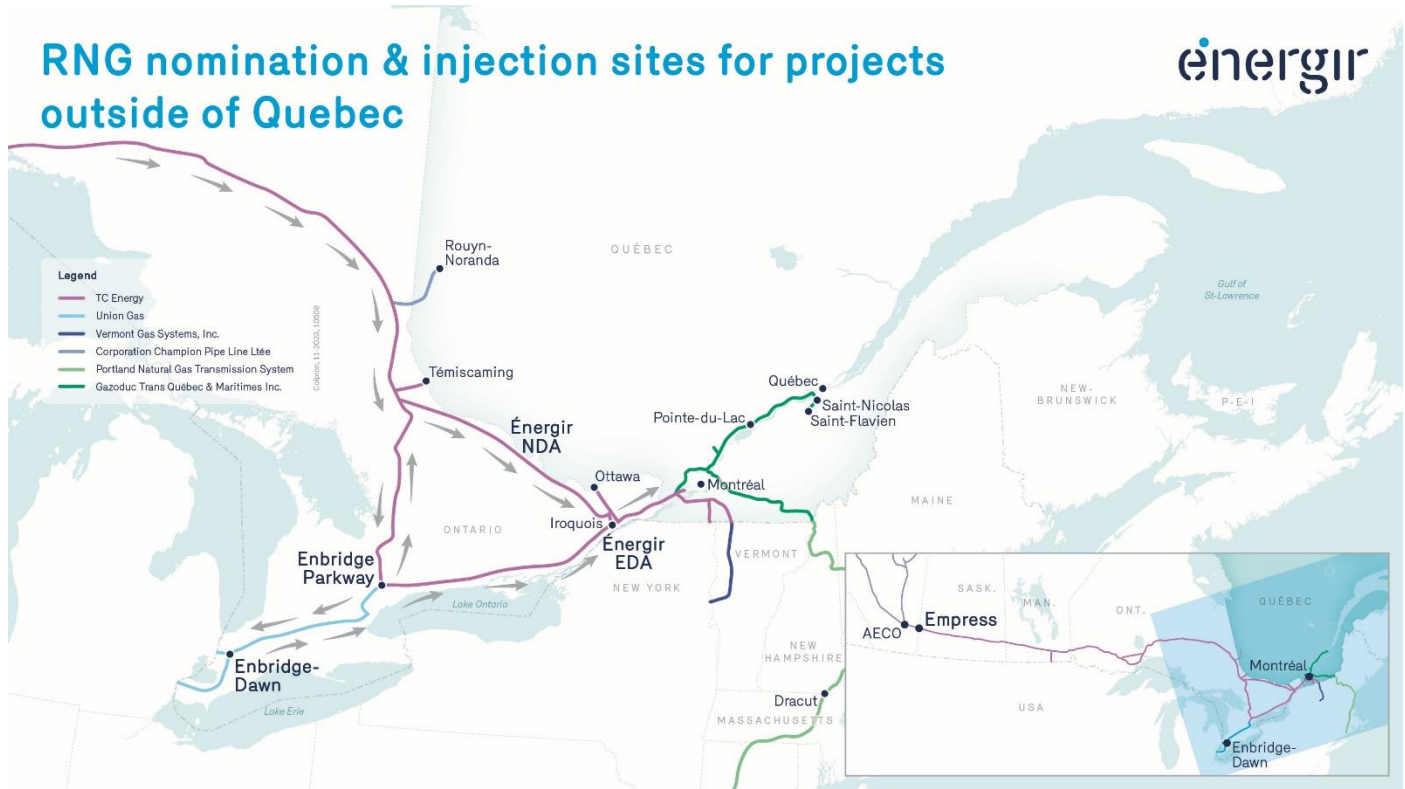 RNG nomination & injection sites for projects
outside of Quebec
énergir
Rouyn-
Noranda
QUÉBEC
Gulf of
St-Lawrence
Legend
TC Energy
Union Gas
Vermont Gas Systems, Inc.
Corporation Champion Pipe Line Ltée
Portland Natural Gas Transmission System
Gazoduc Trans Québec & Maritimes Inc.
Colpron, 11-2023, 10508
Témiscaming
Québec
Saint-Nicolas
Saint-Flavien
Pointe-du-Lac
NEW-
BRUNSWICK
P-E-I
Énergir
NDA
Ottawa
Montréal
MAINE
Iroquois
ONTARIO
Énergir
EDA
VERMONT
Enbridge
Parkway
NEW YORK
Lake Ontario
NEW
HAMPSHIRE
Enbridge-
Dawn
Lake Erie
Dracut
MASSACHUSETTS
SASK.
MAN.
ONT.
QUÉBEC
AECO
Empress
Montréal
USA
Enbridge-
Dawn